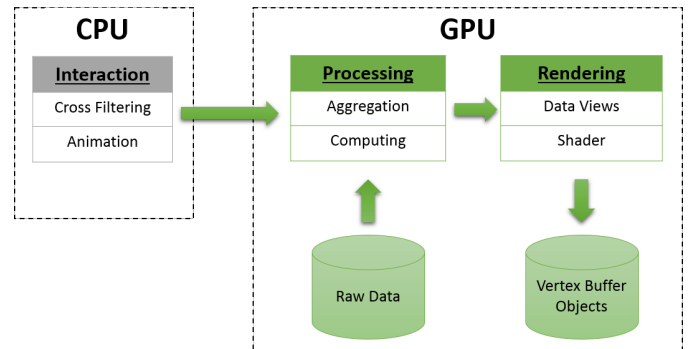 CPU
GPU
Interaction
Cross Filtering
Animation
Processing
Aggregation
Computing
Rendering
Data Views
Shader
Raw Data
Vertex Buffer
Objects